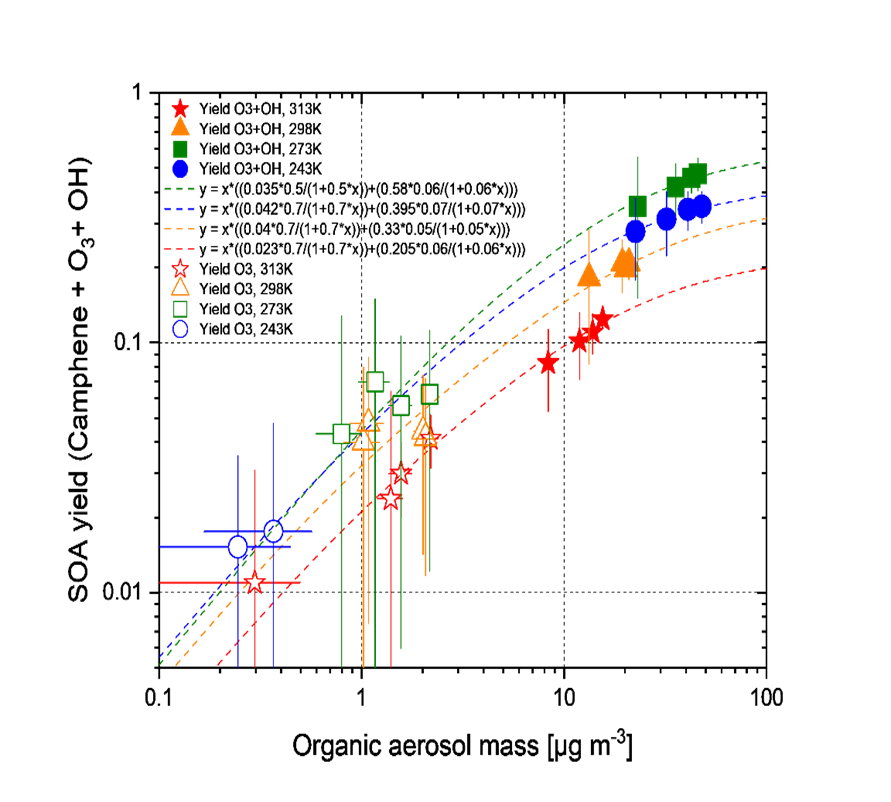 1
Yield O3+OH, 313K
Yield O3+OH, 298K
Yield O3+OH, 273K
Yield O3+OH, 243K
y = x*((0.035*0.5/(1+0.5*x))+(0.58*0.06/(1+0.06*x)))
y = x*((0.042*0.7/(1+0.7*x))+(0.395*0.07/(1+0.07*x)))
y = (0.04*0.7/(1+0.7*x))+(0.33*0.05/(1+0.05*x)))
y = x*((0.023*0.7/(1+0.7*x))+(0.205*0.06/(1+0.06*x)))
Yield O3, 313K
Yield O3, 298K
Yield O3, 273K
Yield O3, 243K
0.1
0.01
SOA yield (Camphene + O₃+ OH)
0.1 1 10 100
Organic aerosol mass [µg m⁻³]